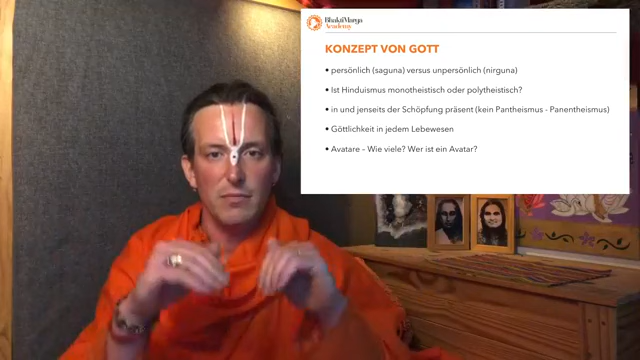 Bhakti Marga
Academy
KONZEPT VON GOTT
• persönlich (saguna) versus unpersönlich (nirguna)
• Ist Hinduismus monotheistisch oder polytheistisch?
• in und jenseits der Schöpfung präsent (kein Pantheismus - Panentheismus)
• Göttlichkeit in jedem Lebewesen
• Avatare – Wie viele? Wer ist ein Avatar?